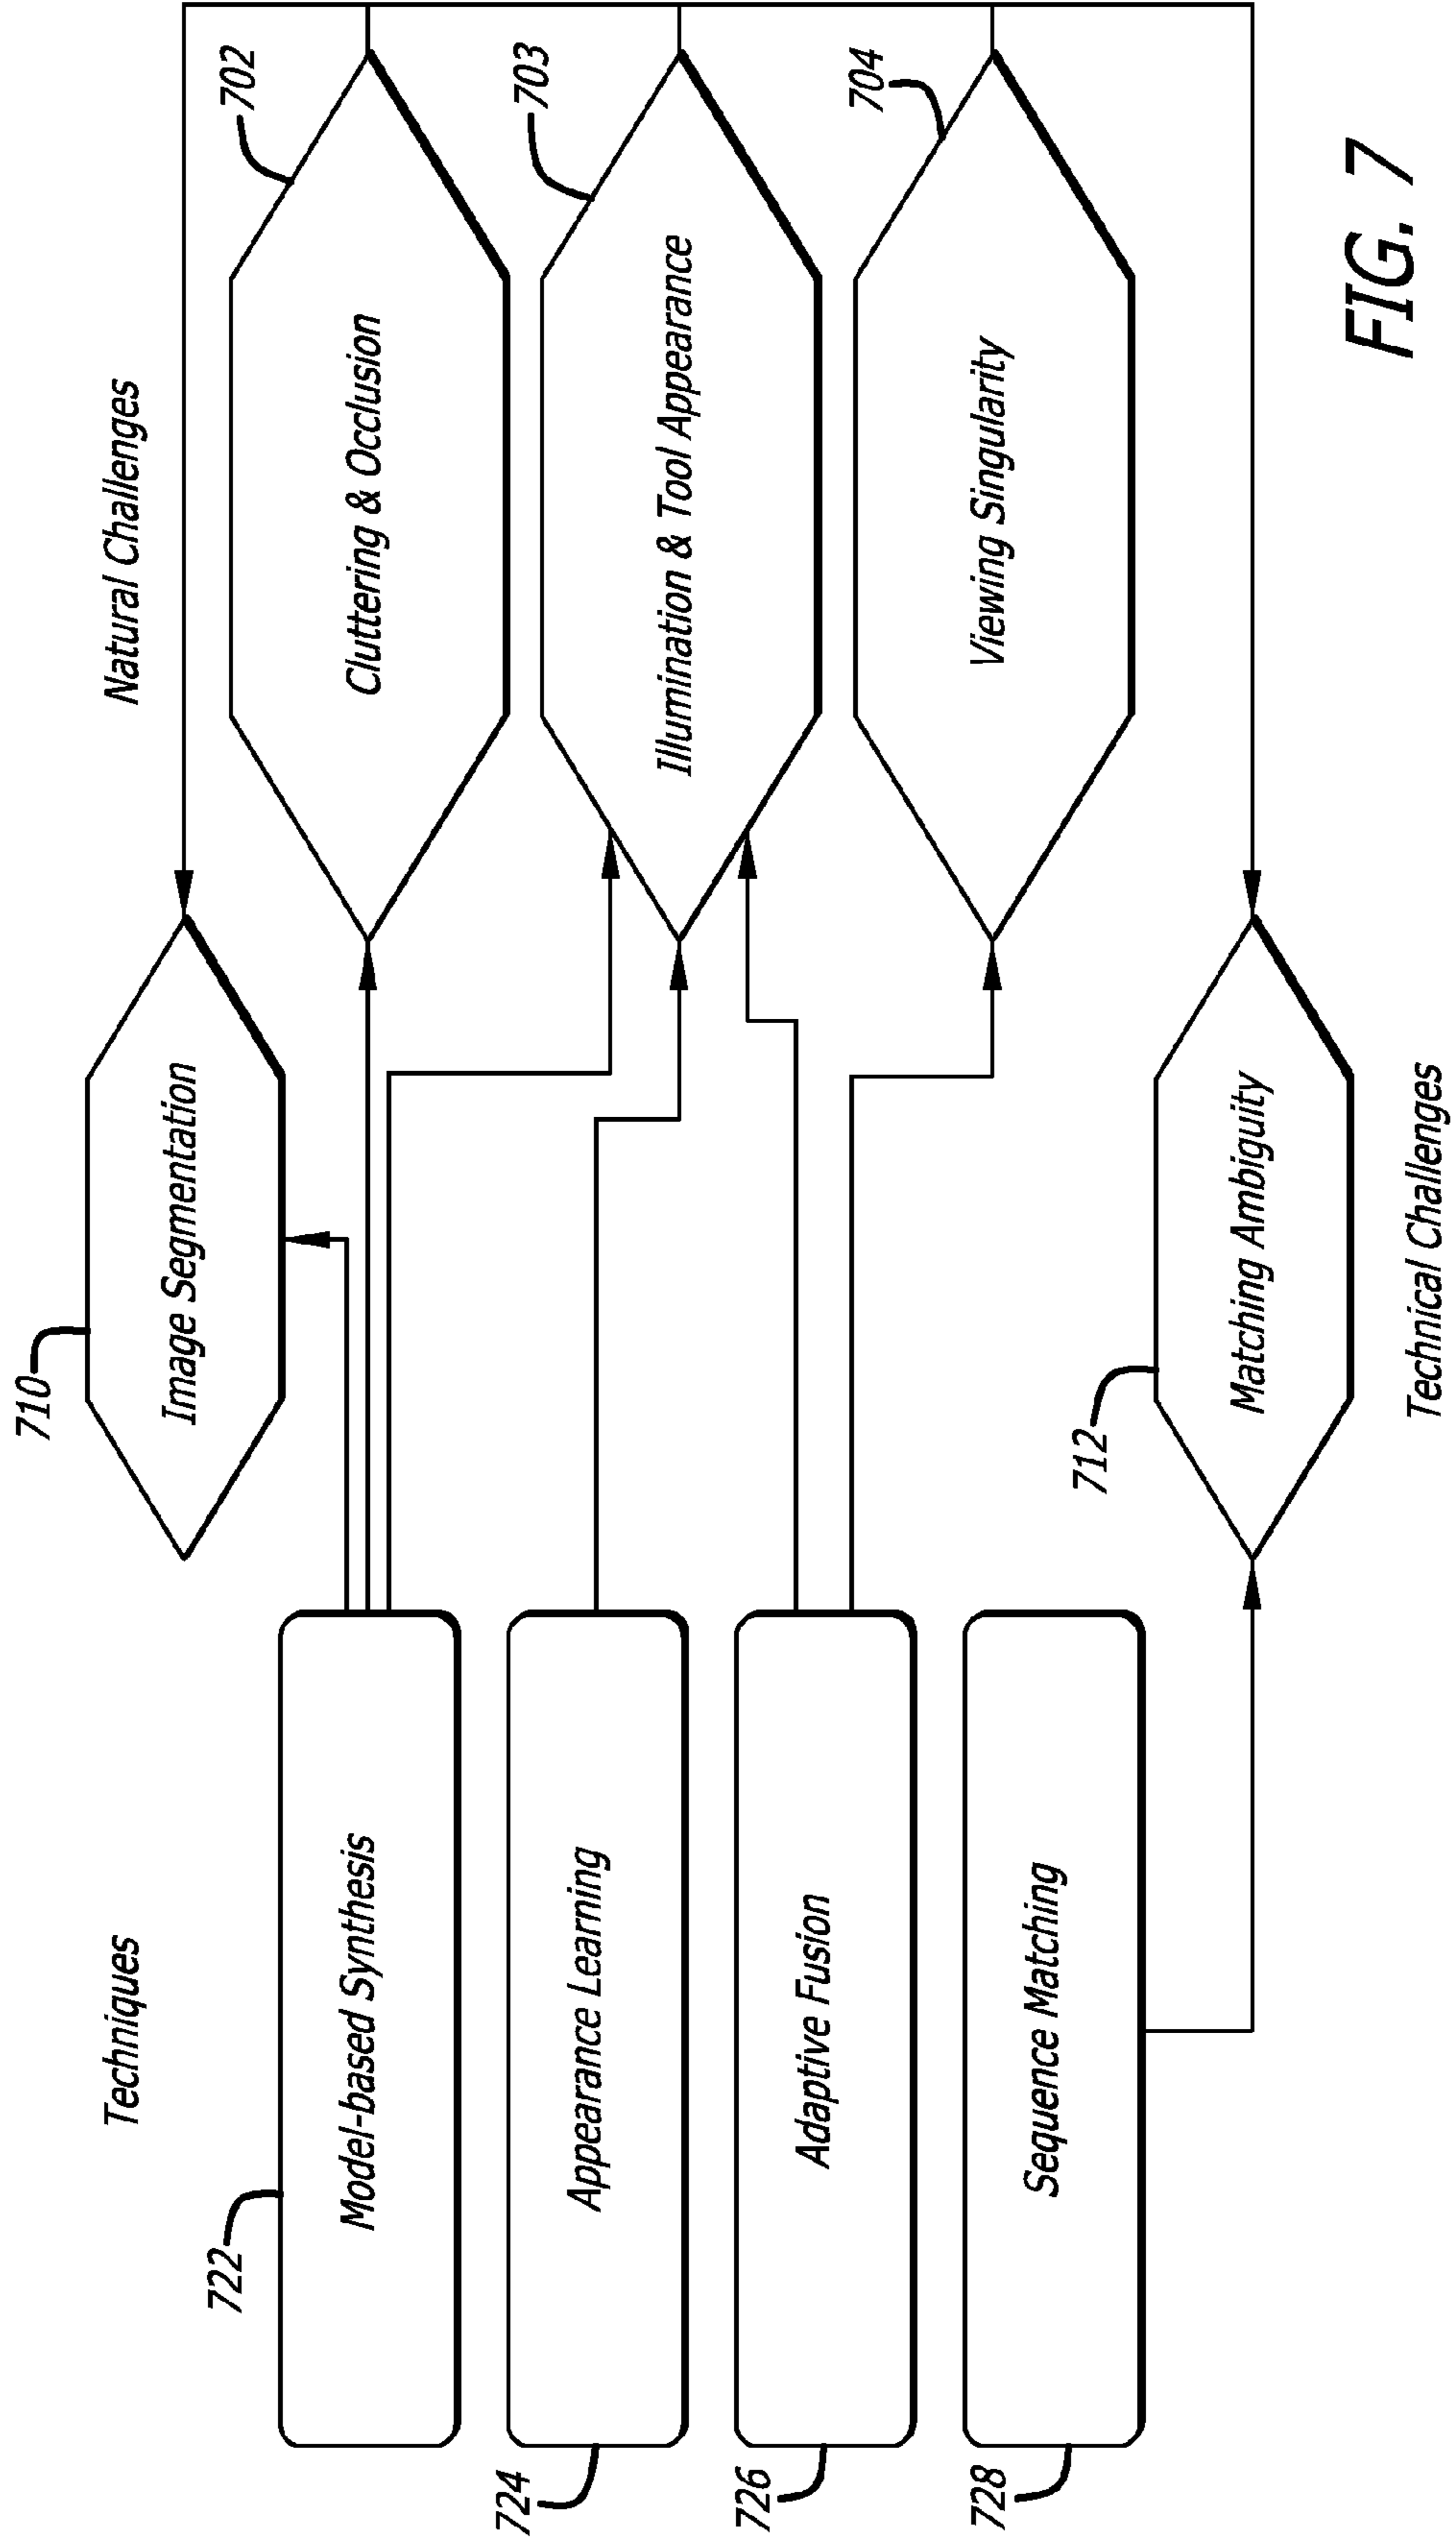 Techniques
Natural Challenges
710
Image Segmentation
702
Cluttering & Occlusion
722
Model-based Synthesis
703
Illumination & Tool Appearance
724
Appearance Learning
704
Viewing Singularity
726
Adaptive Fusion
728
Sequence Matching
712
Matching Ambiguity
Technical Challenges
FIG. 7